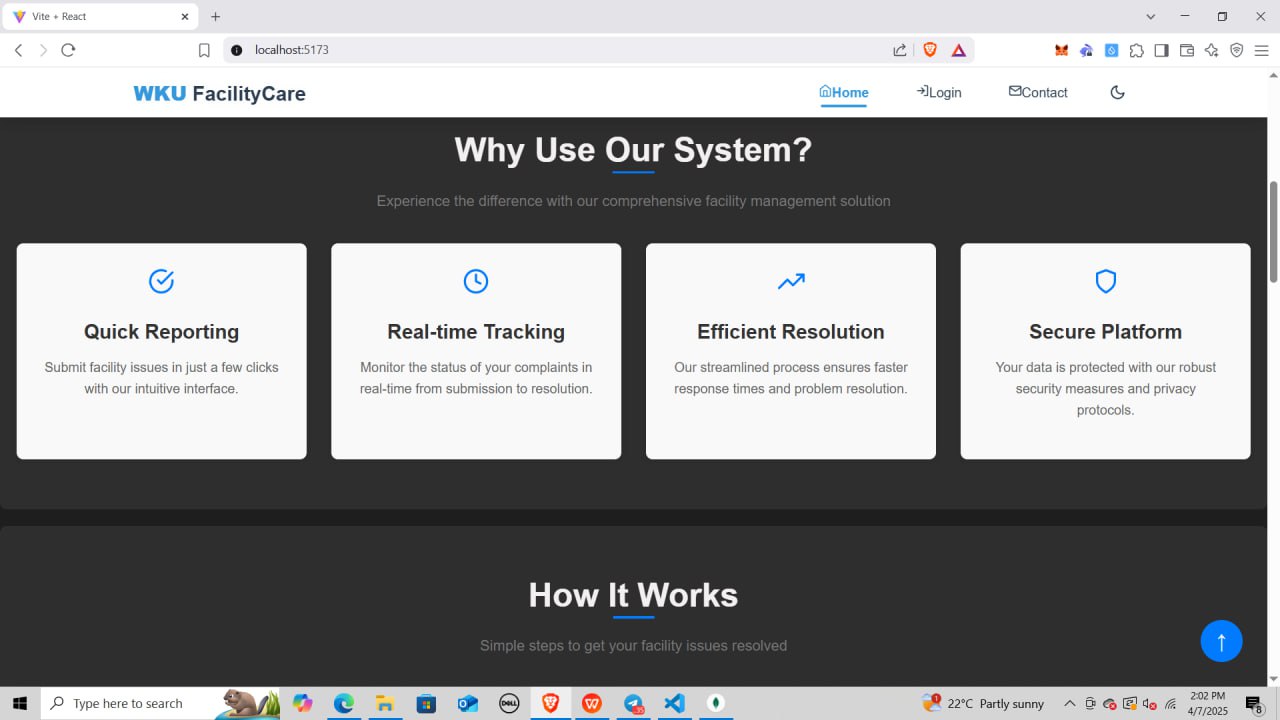 Vite + React
localhost:5173
WKU FacilityCare
Home
Login
Contact
Why Use Our System?
Experience the difference with our comprehensive facility management solution
Quick Reporting
Submit facility issues in just a few clicks
with our intuitive interface.
Real-time Tracking
Monitor the status of your complaints in
real-time from submission to resolution.
Efficient Resolution
Our streamlined process ensures faster
response times and problem resolution.
Secure Platform
Your data is protected with our robust
security measures and privacy
protocols.
How It Works
Simple steps to get your facility issues resolved
↑
Type here to search
DELL
W
1
22°C Partly sunny
2:02 PM
4/7/2025
8